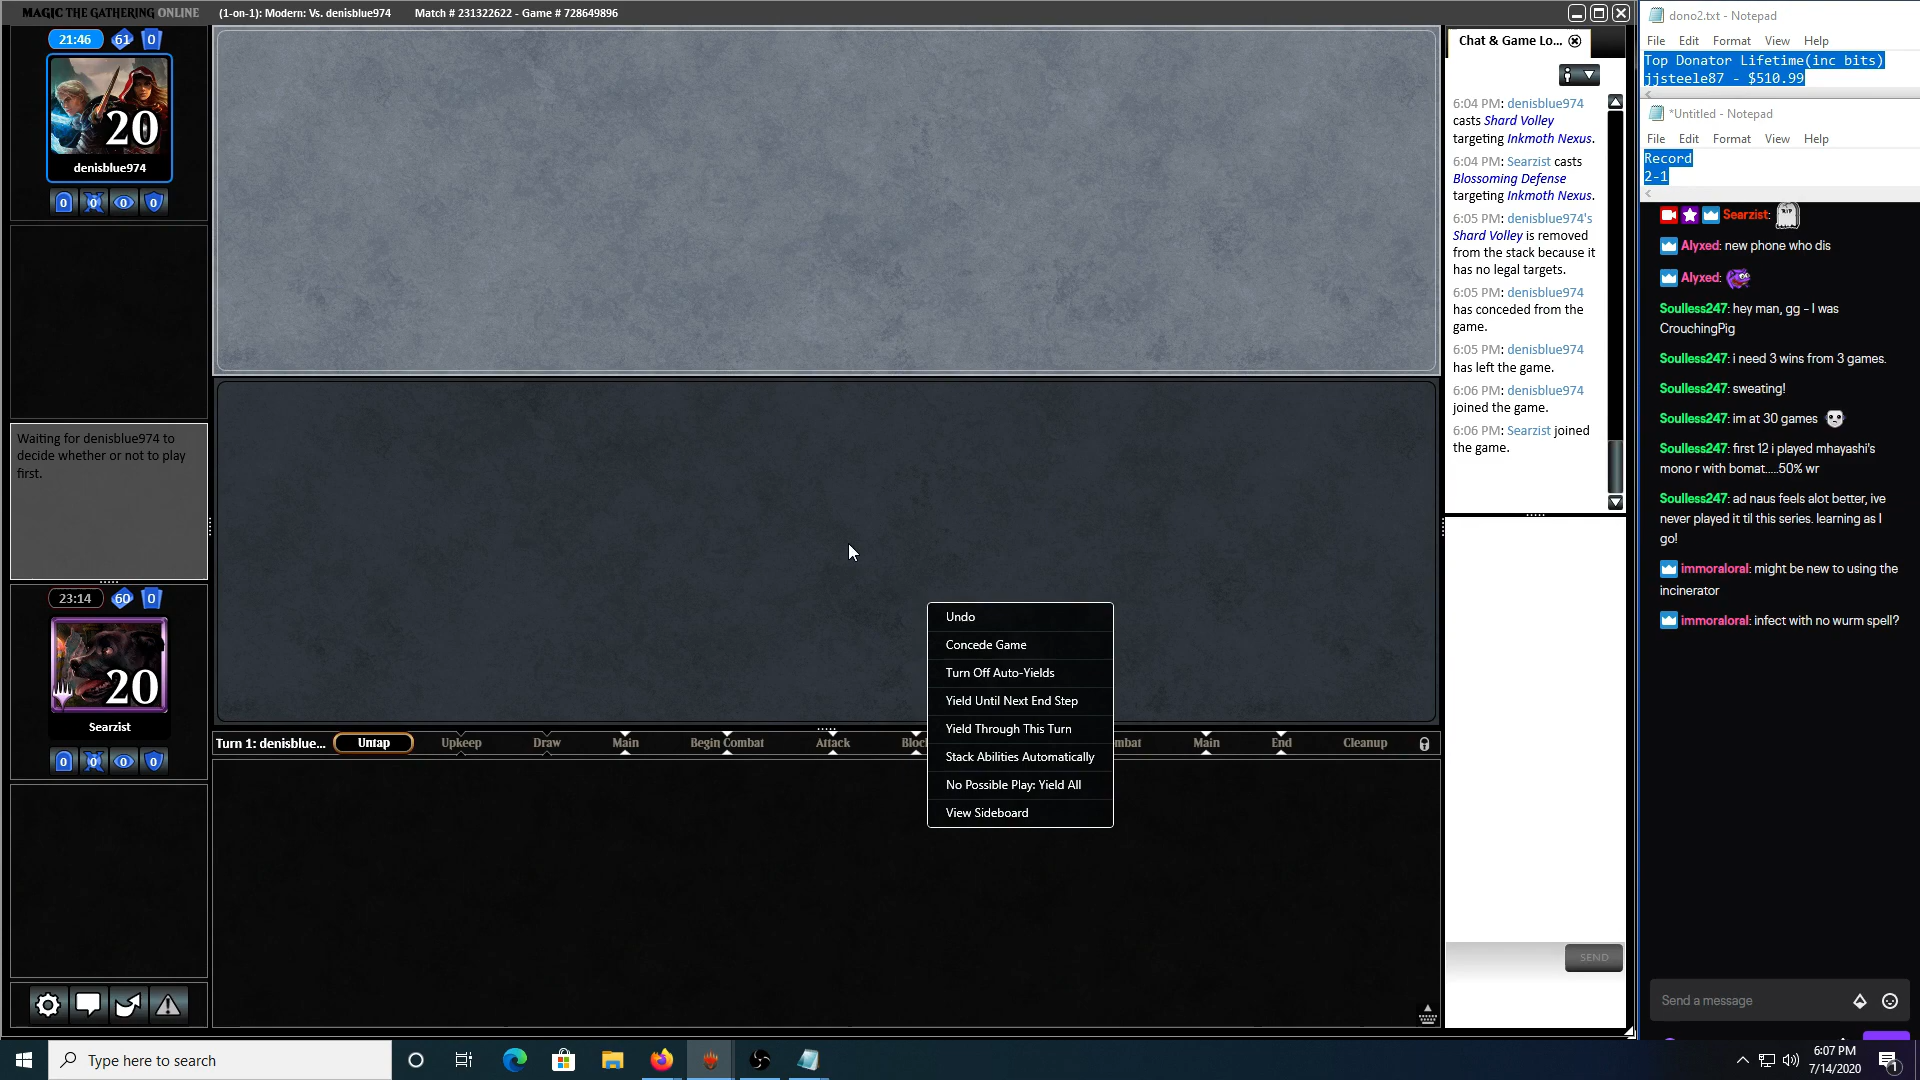 MAGIC THE GATHERING ONLINE
(1-on-1): Modern: Vs. denisblue974
Match # 231322622 - Game # 728649896
21:46
61
0
20
denisblue974
0
0
0
0
Waiting for denisblue974 to
decide whether or not to play
first.
23:14
60
0
20
Searzist
0
0
0
0
Undo
Concede Game
Turn Off Auto-Yields
Yield Until Next End Step
Yield Through This Turn
Stack Abilities Automatically
No Possible Play: Yield All
View Sideboard
Turn 1: denisblue...
Untap
Upkeep
Draw
Main
Begin Combat
Attack
Main
End
Cleanup
Chat & Game Lo...
6:04 PM: denisblue974
casts
Shard Volley
targeting Inkmoth Nexus.
6:04 PM: Searzist casts
Blossoming Defense
targeting Inkmoth Nexus.
6:05 PM: denisblue974's
Shard Volley is removed
from the stack because it
has no legal targets.
6:05 PM: denisblue974
has conceded from the
game.
6:05 PM: denisblue974
has left the game.
6:06 PM: denisblue974
joined the game.
6:06 PM: Searzist joined
the game.
SEND
dono2.txt - Notepad
File Edit Format View Help
Top Donator Lifetime(inc bits)
jjsteele87 - $510.99
*Untitled - Notepad
File Edit Format View Help
Record
2-1
Searzist:
Alyxed: new phone who dis
Alyxed:
Soulless247: hey man, gg - I was
CrouchingPig
Soulless247: i need 3 wins from 3 games.
Soulless247: sweating!
Soulless247: im at 30 games
Soulless247: first 12 i played mhayashi's
mono r with bomat.....50% wr
Soulless247: ad naus feels alot better, ive
never played it til this series. learning as I
go!
immoraloral: might be new to using the
incinerator
immoraloral: infect with no wurm spell?
Send a message
Type here to search
6:07 PM
7/14/2020
1